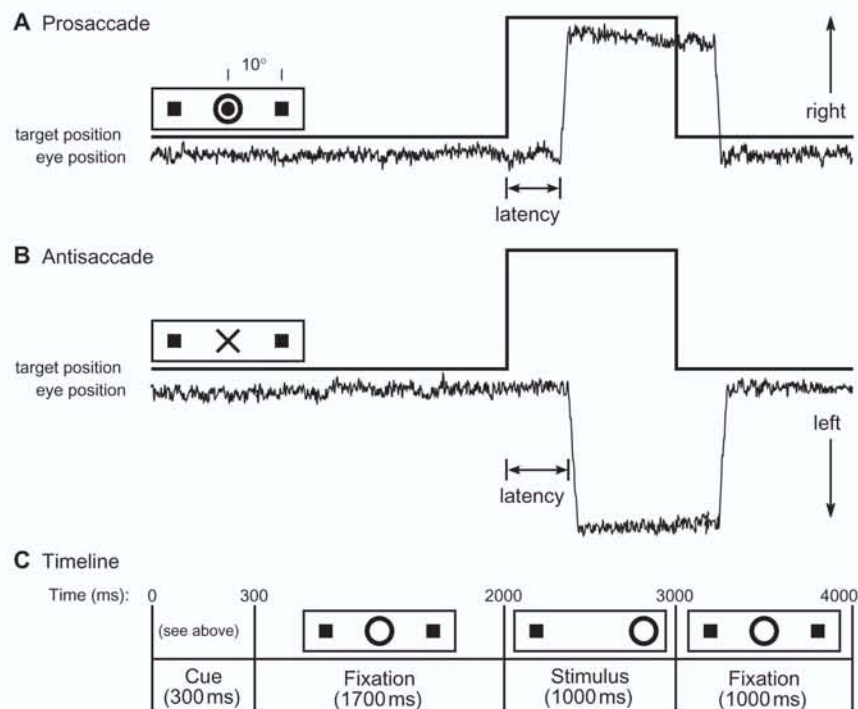 A Prosaccade
10°
right
target position
eye position
latency
B Antisaccade
target position
eye position
left
latency
C Timeline
Time (ms): 0 300 2000 3000 4000
(see above)
Cue Fixation Stimulus Fixation
(300 ms) (1700 ms) (1000 ms) (1000 ms)